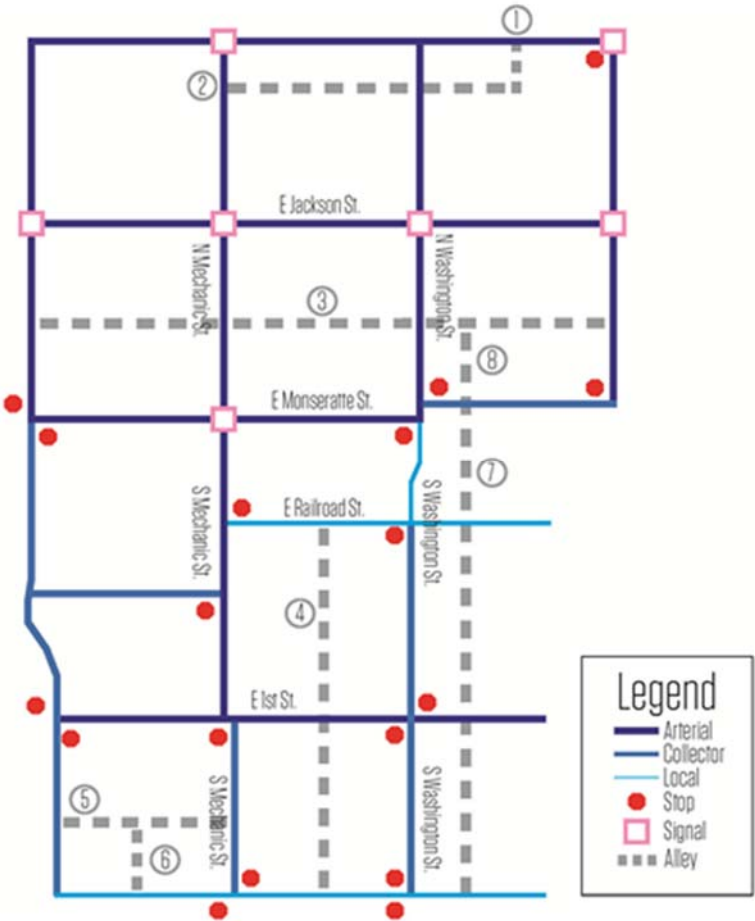 ①
②
E Jackson St.
N Mechanic St.
N Washington St.
③
⑧
E Monseratte St.
⑦
S Mechanic St.
E Railroad St.
S Washington St.
④
E 1st St.
⑤
S Mechanic St.
S Washington St.
⑥
Legend
Arterial
Collector
Local
Stop
Signal
Alley